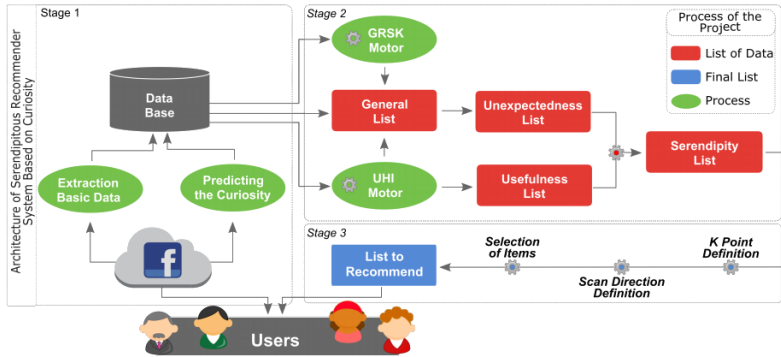 Architecture of Serendipitous Recommender
System Based on Curiosity
Stage 1
Data
Base
Extraction
Basic Data
Predicting
the Curiosity
f
Stage 2
GRSK
Motor
General
List
UHI
Motor
Unexpectedness
List
Usefulness
List
Serendipity
List
Process of the
Project
List of Data
Final List
Process
Stage 3
List to
Recommend
Selection
of Items
Scan Direction
Definition
K Point
Definition
Users